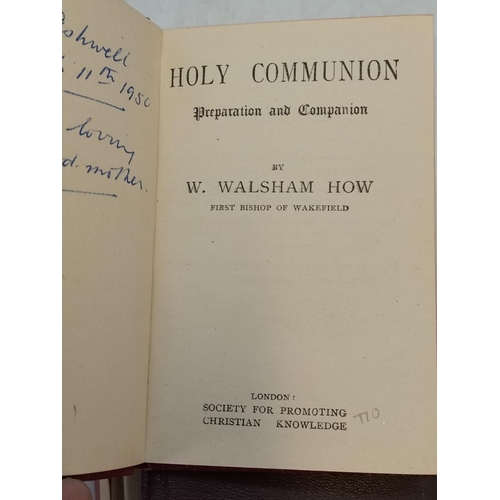 11th 1950
loving
mother.
HOLY COMMUNION
Preparation and Companion
BY
W. WALSHAM HOW
FIRST BISHOP OF WAKEFIELD
LONDON:
SOCIETY FOR PROMOTING
CHRISTIAN KNOWLEDGE